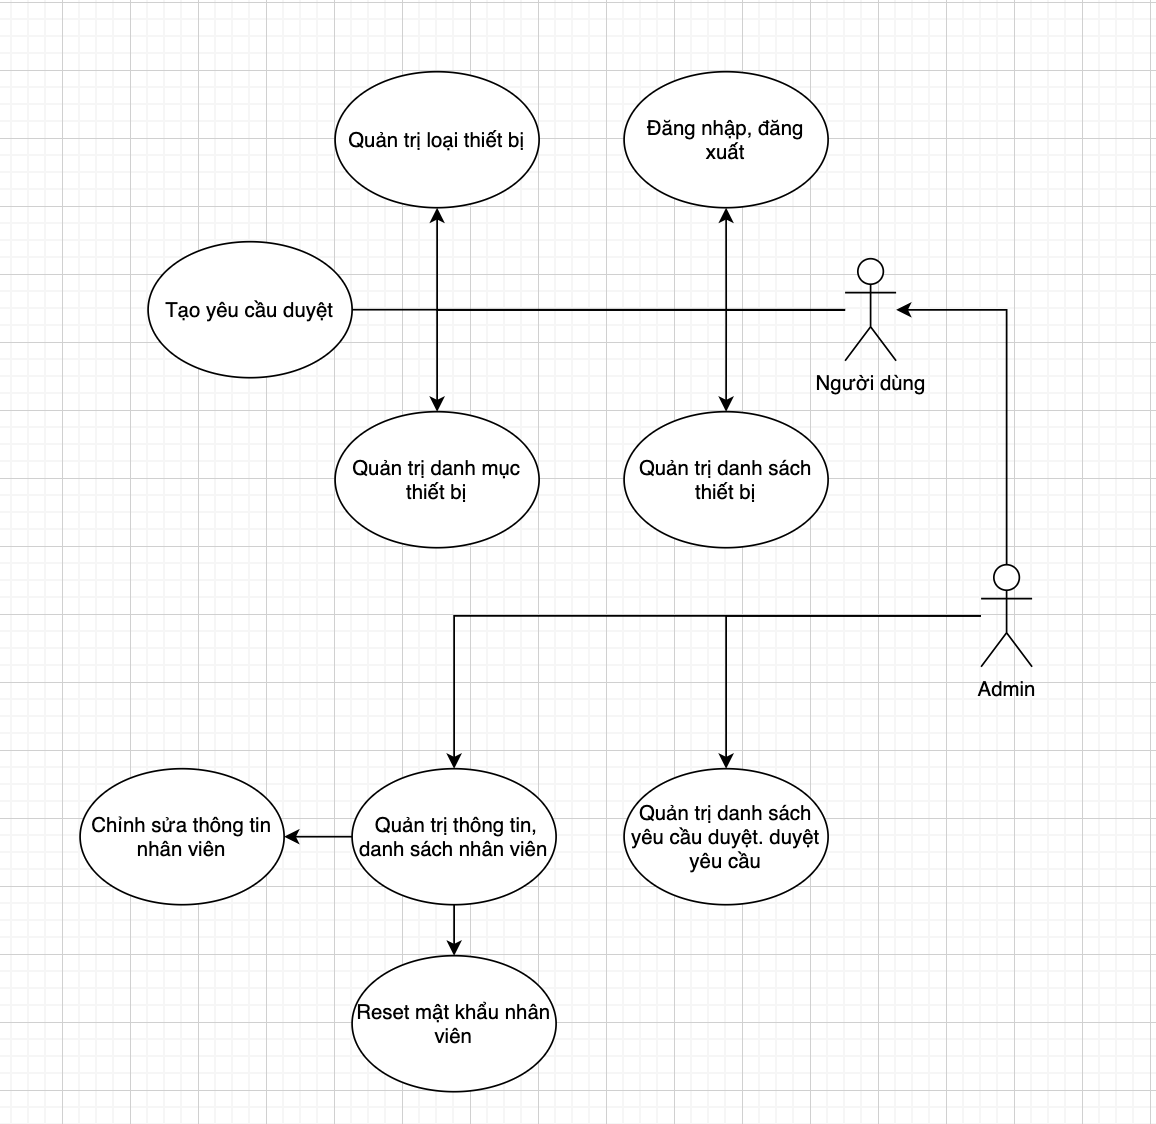 Quản trị loại thiết bị
Đăng nhập, đăng
xuất
Tạo yêu cầu duyệt
Người dùng
Quản trị danh mục
thiết bị
Quản trị danh sách
thiết bị
Admin
Chỉnh sửa thông tin
nhân viên
Quản trị thông tin,
danh sách nhân viên
Quản trị danh sách
yêu cầu duyệt. duyệt
yêu cầu
Reset mật khẩu nhân
viên